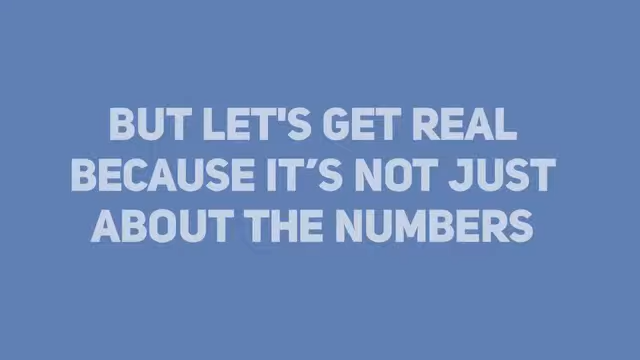 BUT LET'S GET REAL
BECAUSE IT’S NOT JUST
ABOUT THE NUMBERS